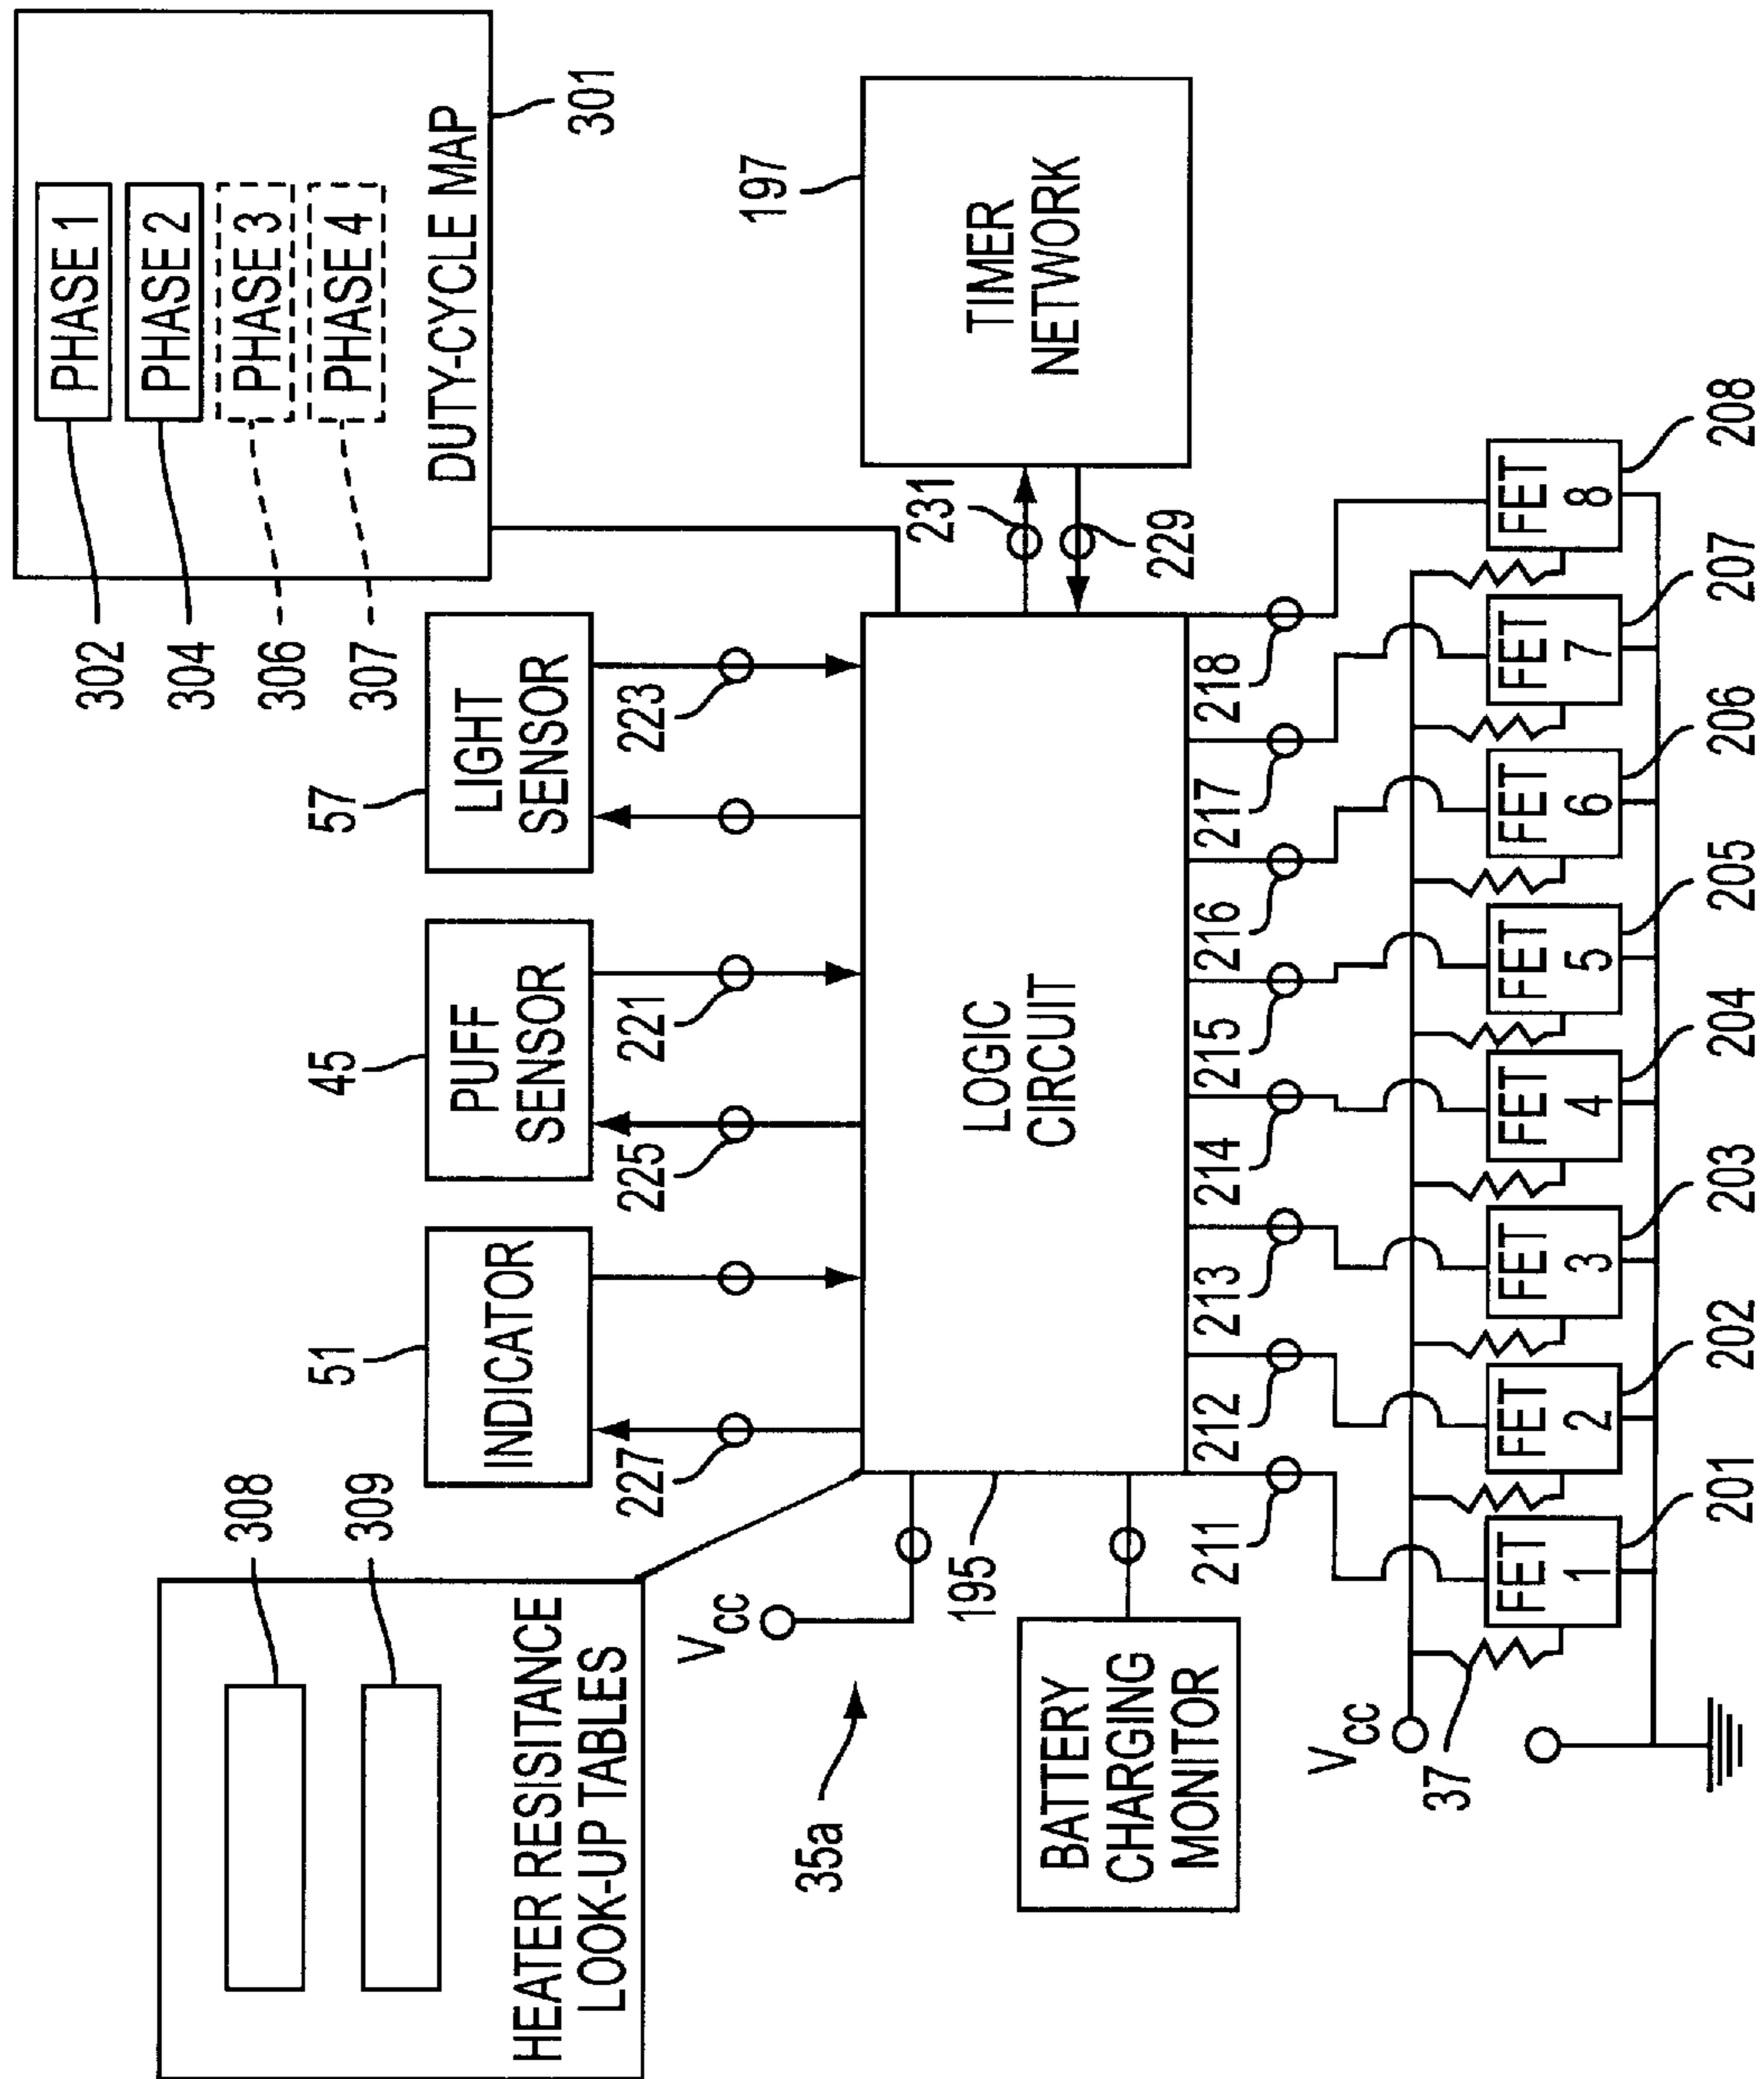 302
304
306
307
PHASE 1
PHASE 2
PHASE 3
PHASE 4
DUTY-CYCLE MAP
301
308
309
HEATER RESISITANCE
LOOK-UP TABLES
51
INDICATOR
45
PUFF
SENSOR
57
LIGHT
SENSOR
227
225
221
223
VCC
35a
195
LOGIC
CIRCUIT
231
229
197
TIMER
NETWORK
BATTERY
CHARGING
MONITOR
211
212
213
214
215
216
217
218
VCC
37
FET
1
FET
2
FET
3
FET
4
FET
5
FET
6
FET
7
FET
8
201
202
203
204
205
206
207
208